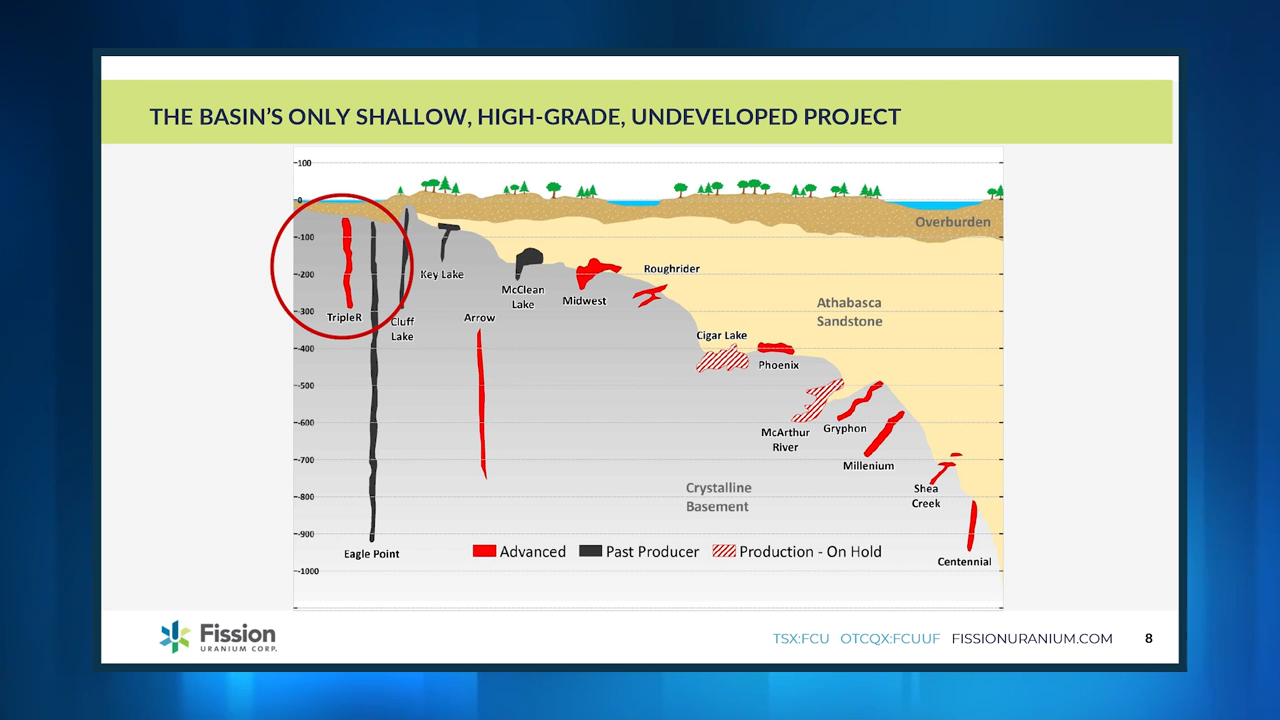 THE BASIN'S ONLY SHALLOW, HIGH-GRADE, UNDEVELOPED PROJECT
100
0
-100
-200
-300
-400
-500
-600
-700
-800
-900
-1000
Overburden
Athabasca
Sandstone
Crystalline
Basement
TripleR
Eagle Point
Cluff
Lake
Key Lake
Arrow
McClean
Lake
Midwest
Roughrider
Cigar Lake
Phoenix
McArthur
River
Gryphon
Millenium
Shea
Creek
Centennial
Advanced
Past Producer
Production - On Hold
Fission
URANIUM CORP.
TSX:FCU OTCQX:FCUUF FISSIONURANIUM.COM 8